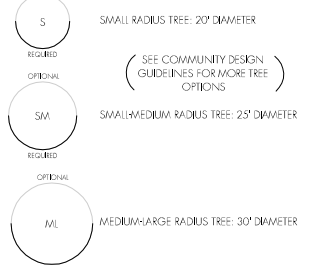 S
SMALL RADIUS TREE: 20' DIAMETER
REQUIRED
SEE COMMUNITY DESIGN
GUIDELINES FOR MORE TREE
OPTIONS
OPTIONAL
SM
SMALL-MEDIUM RADIUS TREE: 25' DIAMETER
REQUIRED
OPTIONAL
ML
MEDIUM-LARGE RADIUS TREE: 30' DIAMETER